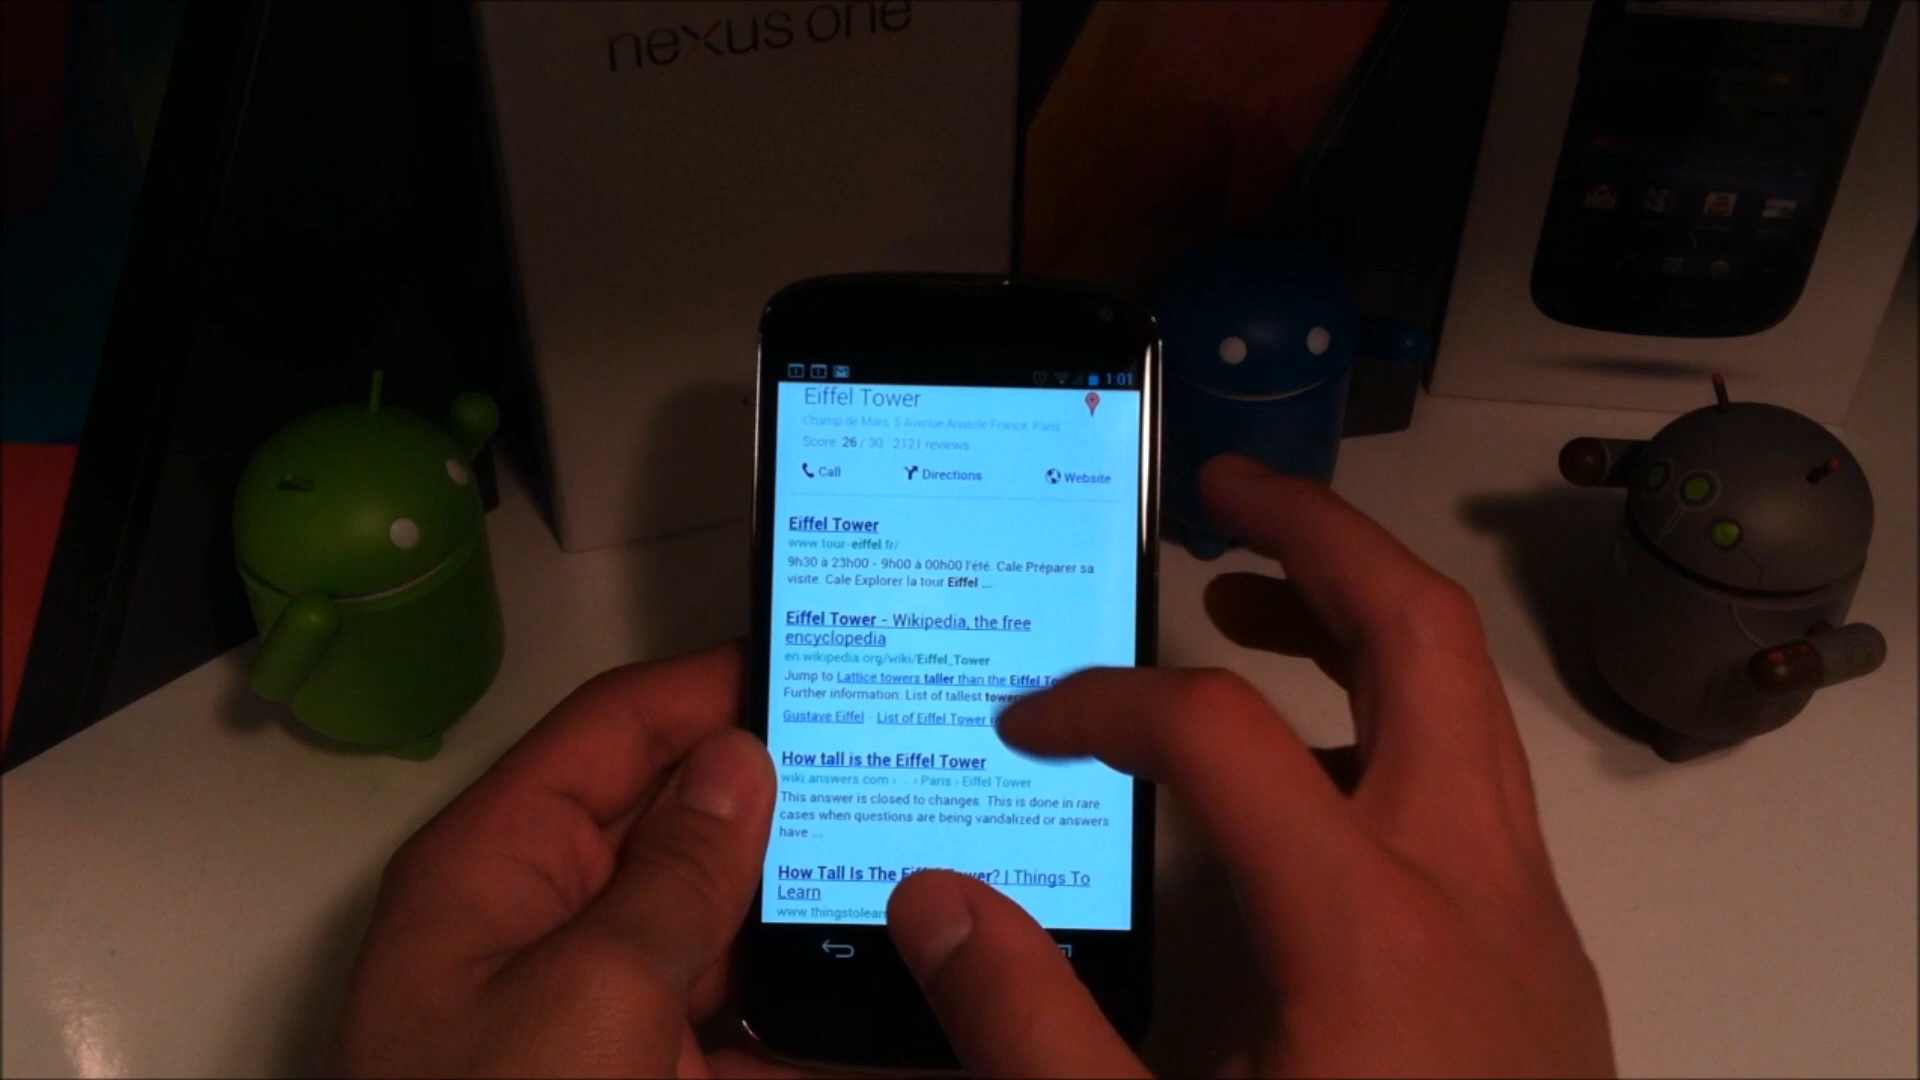 nexus one
1:01
Eiffel Tower
Champ de Mars, 5 Avenue Anatole France, Paris
Score: 26 / 30 2121 reviews
Call Directions Website
Eiffel Tower
www.tour-eiffel.fr/
9h30 à 23h00 - 9h00 à 00h00 l'été. Cale Préparer sa
visite. Cale Explorer la tour Eiffel ...
Eiffel Tower - Wikipedia, the free
encyclopedia
en.wikipedia.org/wiki/Eiffel_Tower
Jump to Lattice towers taller than the Eiffel
Further information: List of tallest
Gustave Eiffel - List of Eiffel Tower
How tall is the Eiffel Tower
wiki.answers.com › ... › Paris › Eiffel Tower
This answer is closed to changes. This is done in rare
cases when questions are being vandalized or answers
have ...
How Tall Is The Tower? | Things To
Learn